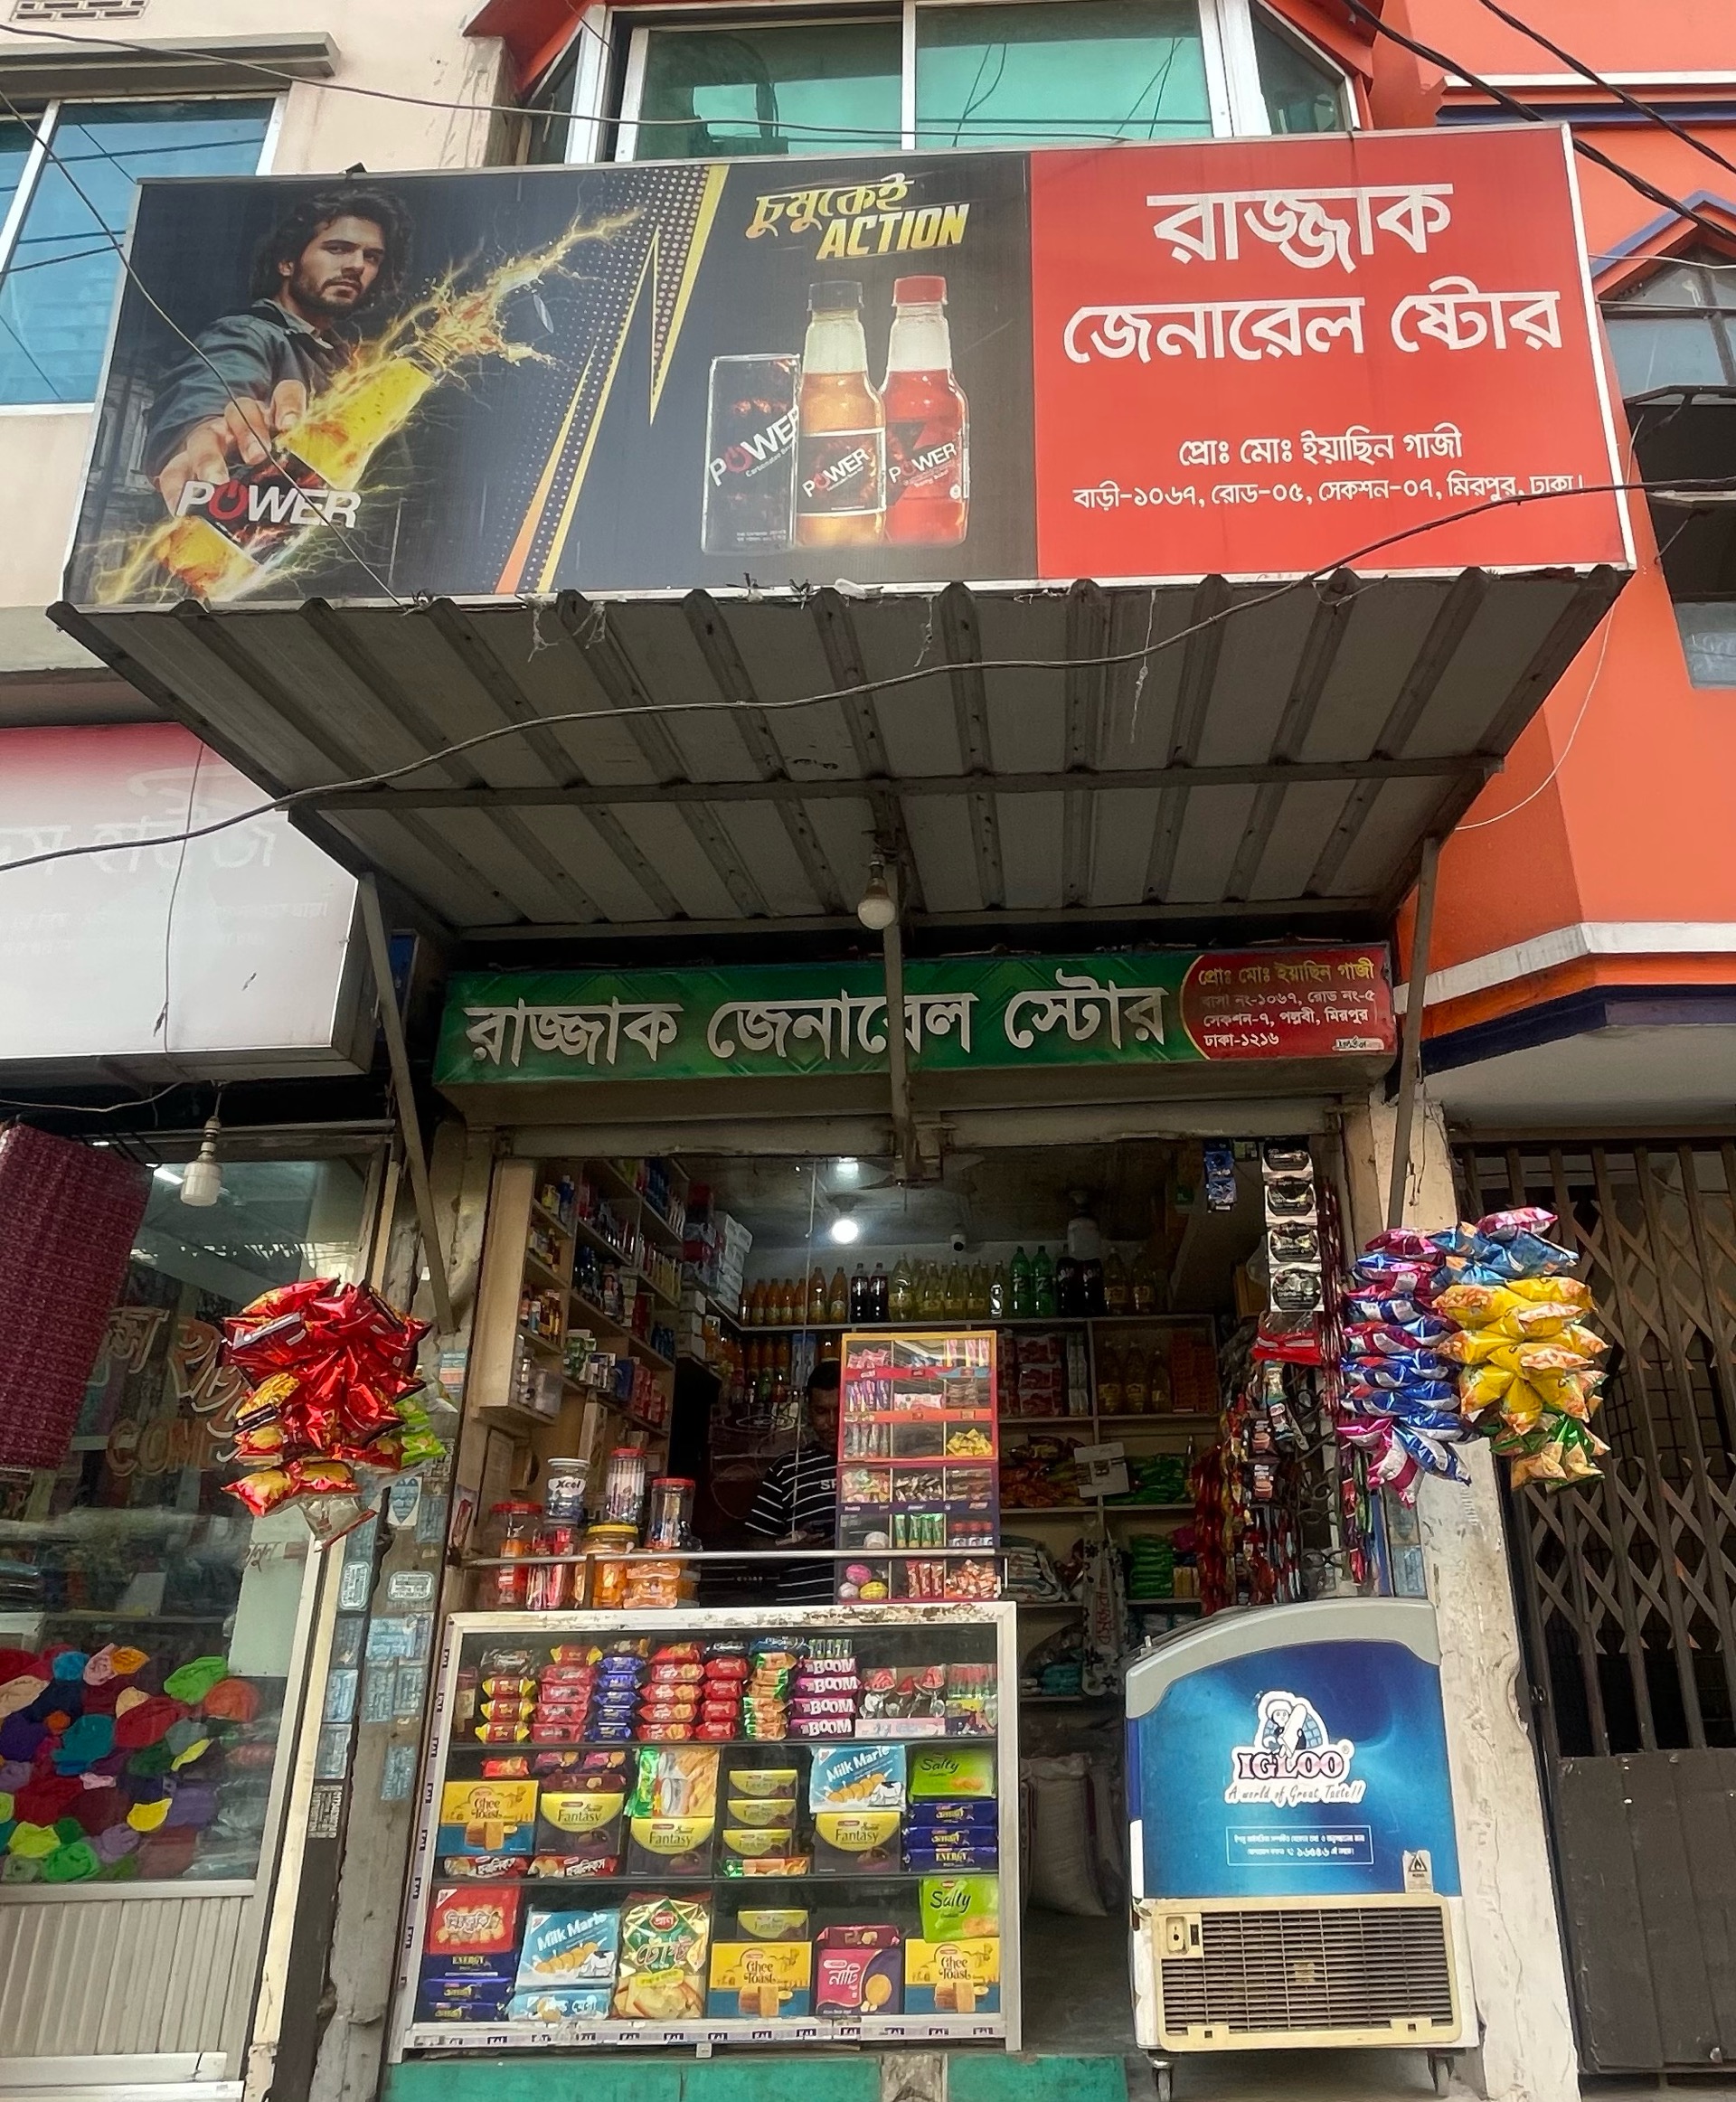 চুমুকেই
ACTION
POWER
POWER
POWER
POWER
রাজ্জাক
জেনারেল ষ্টোর
প্রোঃ মোঃ ইয়াছিন গাজী
বাড়ী-১০৬৭, রোড-০৫, সেকশন-০৭, মিরপুর, ঢাকা।
রাজ্জাক জেনারেল স্টোর
প্রোঃ মোঃ ইয়াছিন গাজী
বাসা নং-১০৬৭, রোড নং-৫
সেকশন-৭, পল্লবী, মিরপুর
ঢাকা-১২১৬
Xcel
BOOM
BOOM
BOOM
BOOM
Milk Marie
Salty
Ghee Toast
Fantasy
Fantasy
Fantasy
ENERGY
Salty
Milk Marie
ENERGY
Ghee Toast
নাটি
Ghee Toast
IGLOO
A world of Great Taste!!